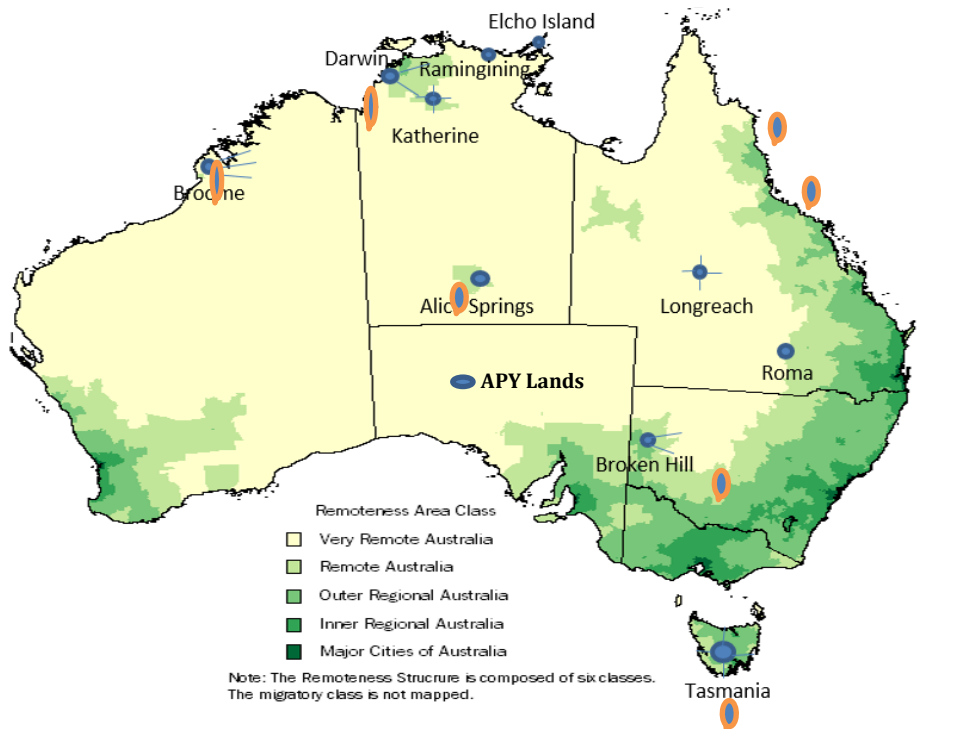 Elcho Island
Darwin
Ramingining
Katherine
Broome
Alice Springs
Longreach
Roma
APY Lands
Broken Hill
Remoteness Area Class
Very Remote Australia
Remote Australia
Outer Regional Australia
Inner Regional Australia
Major Cities of Australia
Note: The Remoteness Strucrure is composed of six classes.
The migratory class is not mapped.
Tasmania